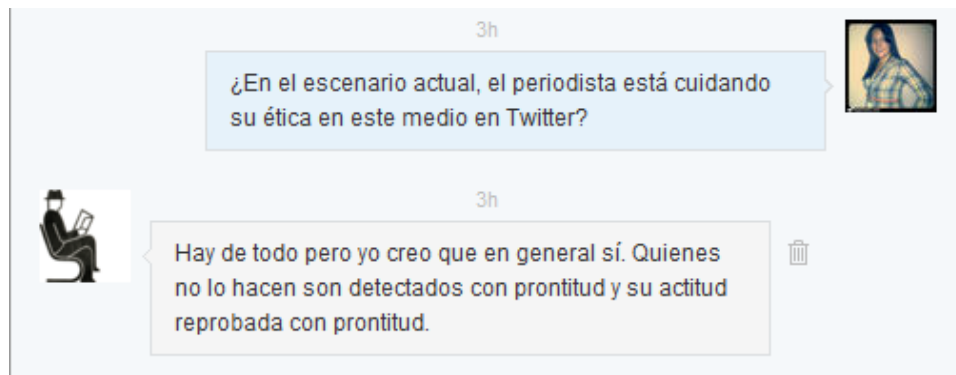 3h
¿En el escenario actual, el periodista está cuidando
su ética en este medio en Twitter?
3h
Hay de todo pero yo creo que en general sí. Quienes
no lo hacen son detectados con prontitud y su actitud
reprobada con prontitud.